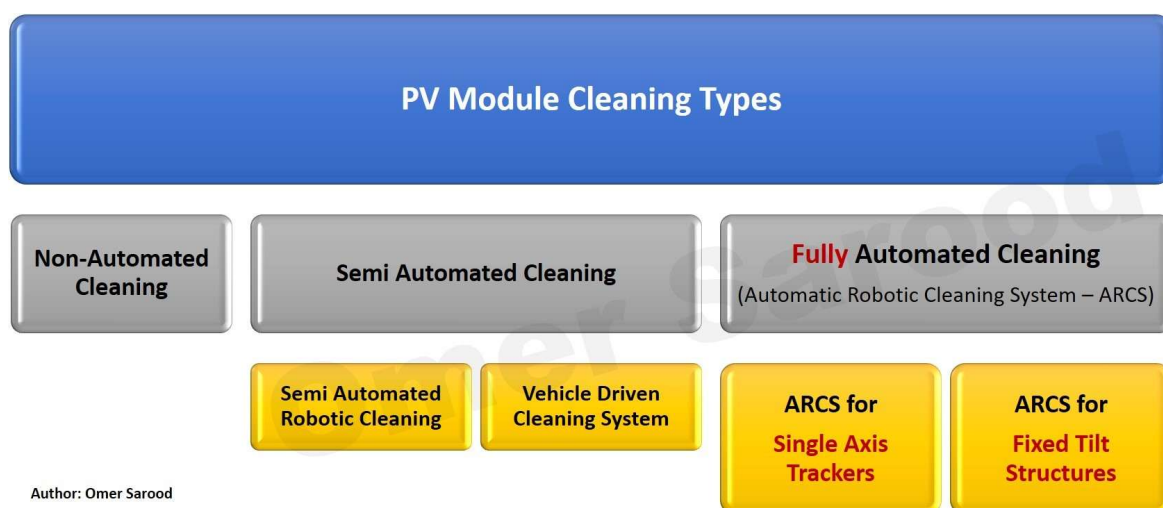 PV Module Cleaning Types
Non-Automated
Cleaning
Semi Automated Cleaning
Fully Automated Cleaning
(Automatic Robotic Cleaning System – ARCS)
Semi Automated
Robotic Cleaning
Vehicle Driven
Cleaning System
ARCS for
Single Axis
Trackers
ARCS for
Fixed Tilt
Structures
Author: Omer Sarood
Omer Sarood